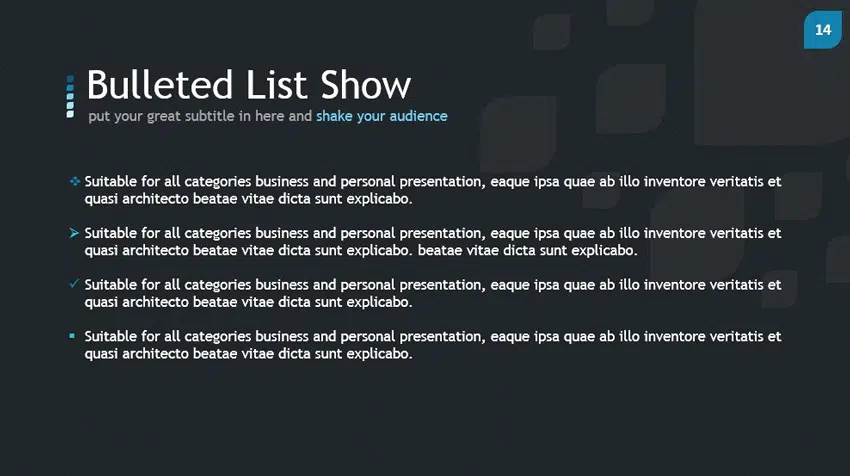 14
Bulleted List Show
put your great subtitle in here and shake your audience
❖ Suitable for all categories business and personal presentation, eaque ipsa quae ab illo inventore veritatis et
quasi architecto beatae vitae dicta sunt explicabo.
➢ Suitable for all categories business and personal presentation, eaque ipsa quae ab illo inventore veritatis et
quasi architecto beatae vitae dicta sunt explicabo. beatae vitae dicta sunt explicabo.
✓ Suitable for all categories business and personal presentation, eaque ipsa quae ab illo inventore veritatis et
quasi architecto beatae vitae dicta sunt explicabo.
▪ Suitable for all categories business and personal presentation, eaque ipsa quae ab illo inventore veritatis et
quasi architecto beatae vitae dicta sunt explicabo.